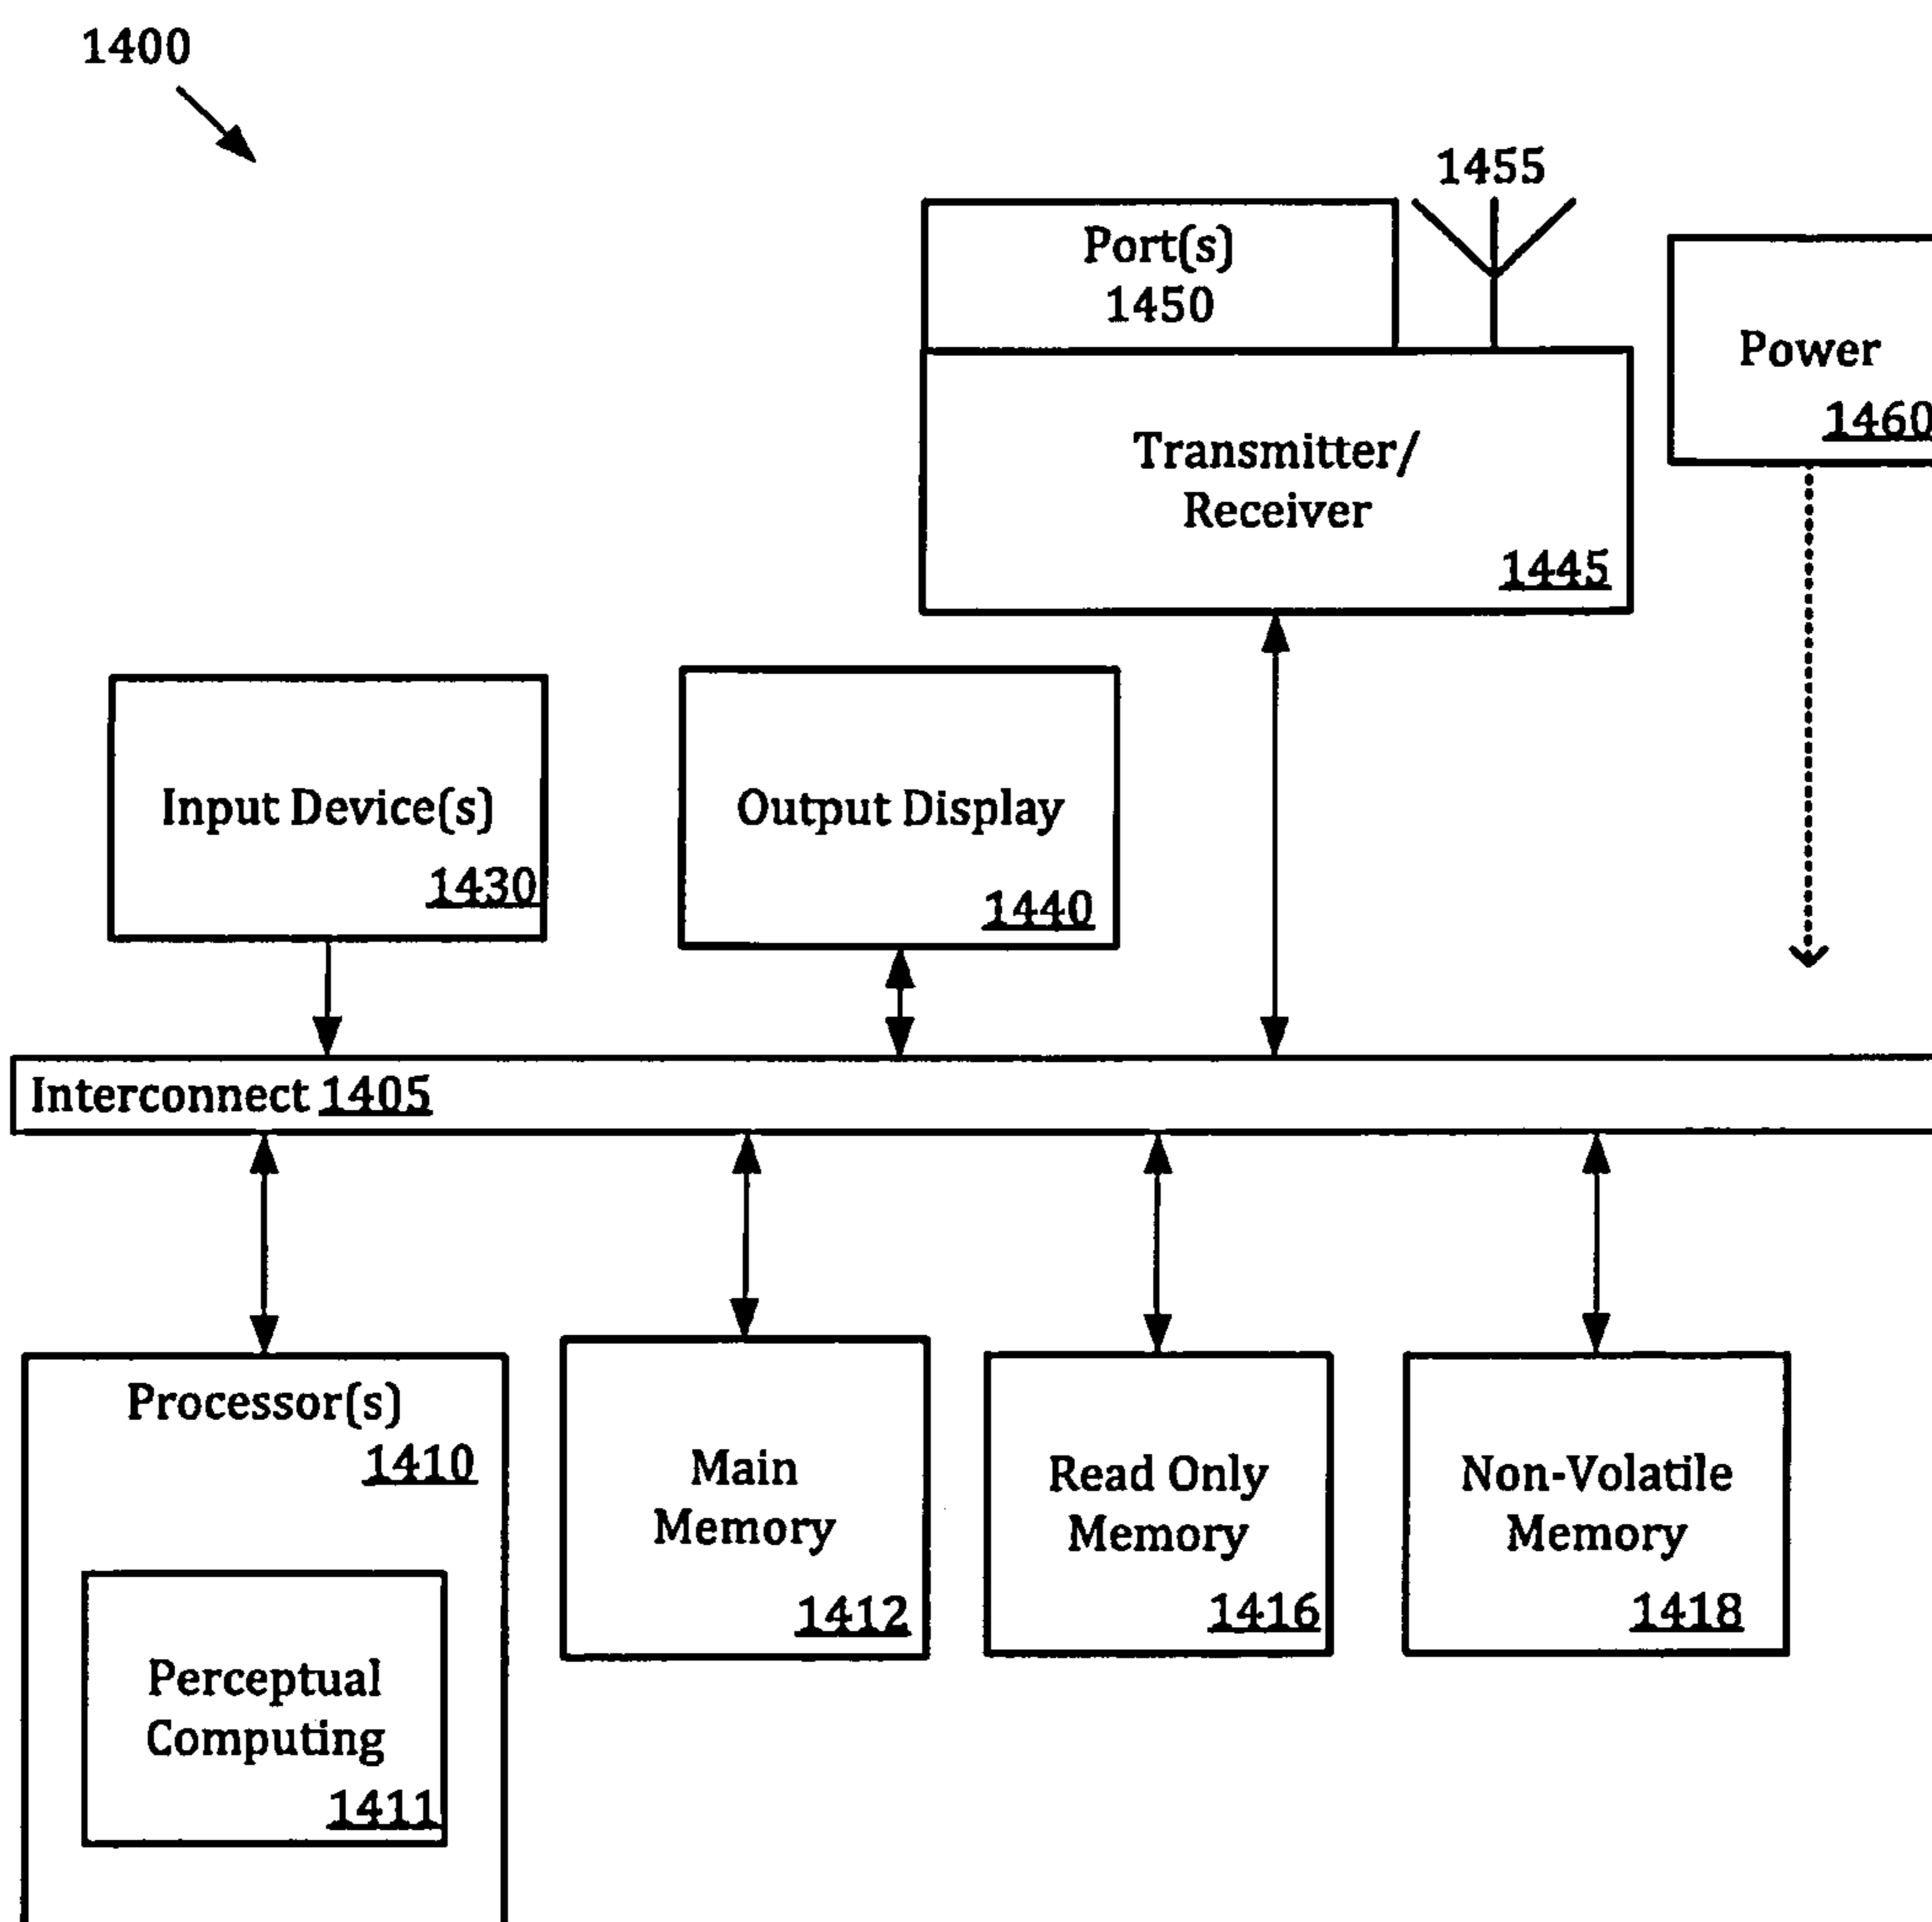 1400
1455
Port(s)
1450
Power
1460
Transmitter/
Receiver
1445
Input Device(s)
1430
Output Display
1440
Interconnect 1405
Processor(s)
1410
Main
Memory
1412
Read Only
Memory
1416
Non-Volatile
Memory
1418
Perceptual
Computing
1411